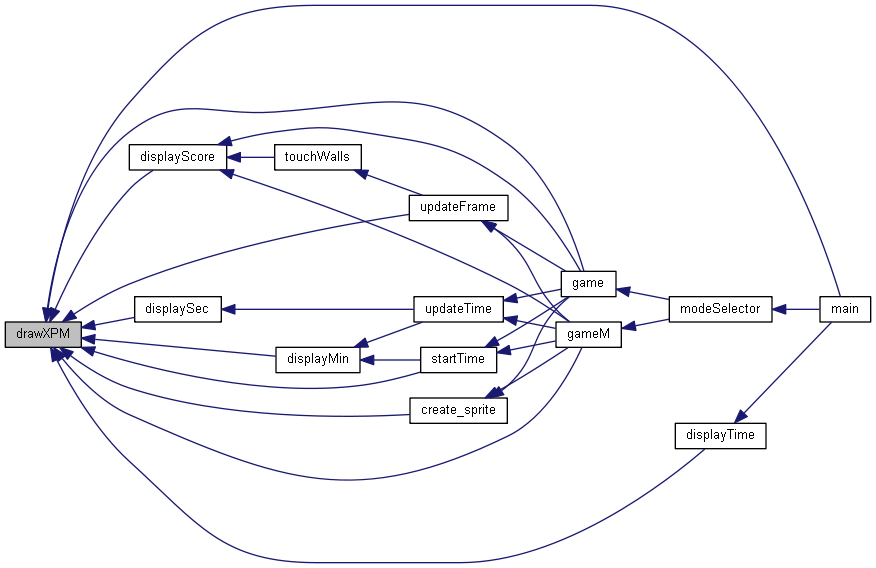 displayScore
touchWalls
updateFrame
game
displaySec
updateTime
modeSelector
main
drawXPM
gameM
displayMin
startTime
create_sprite
displayTime